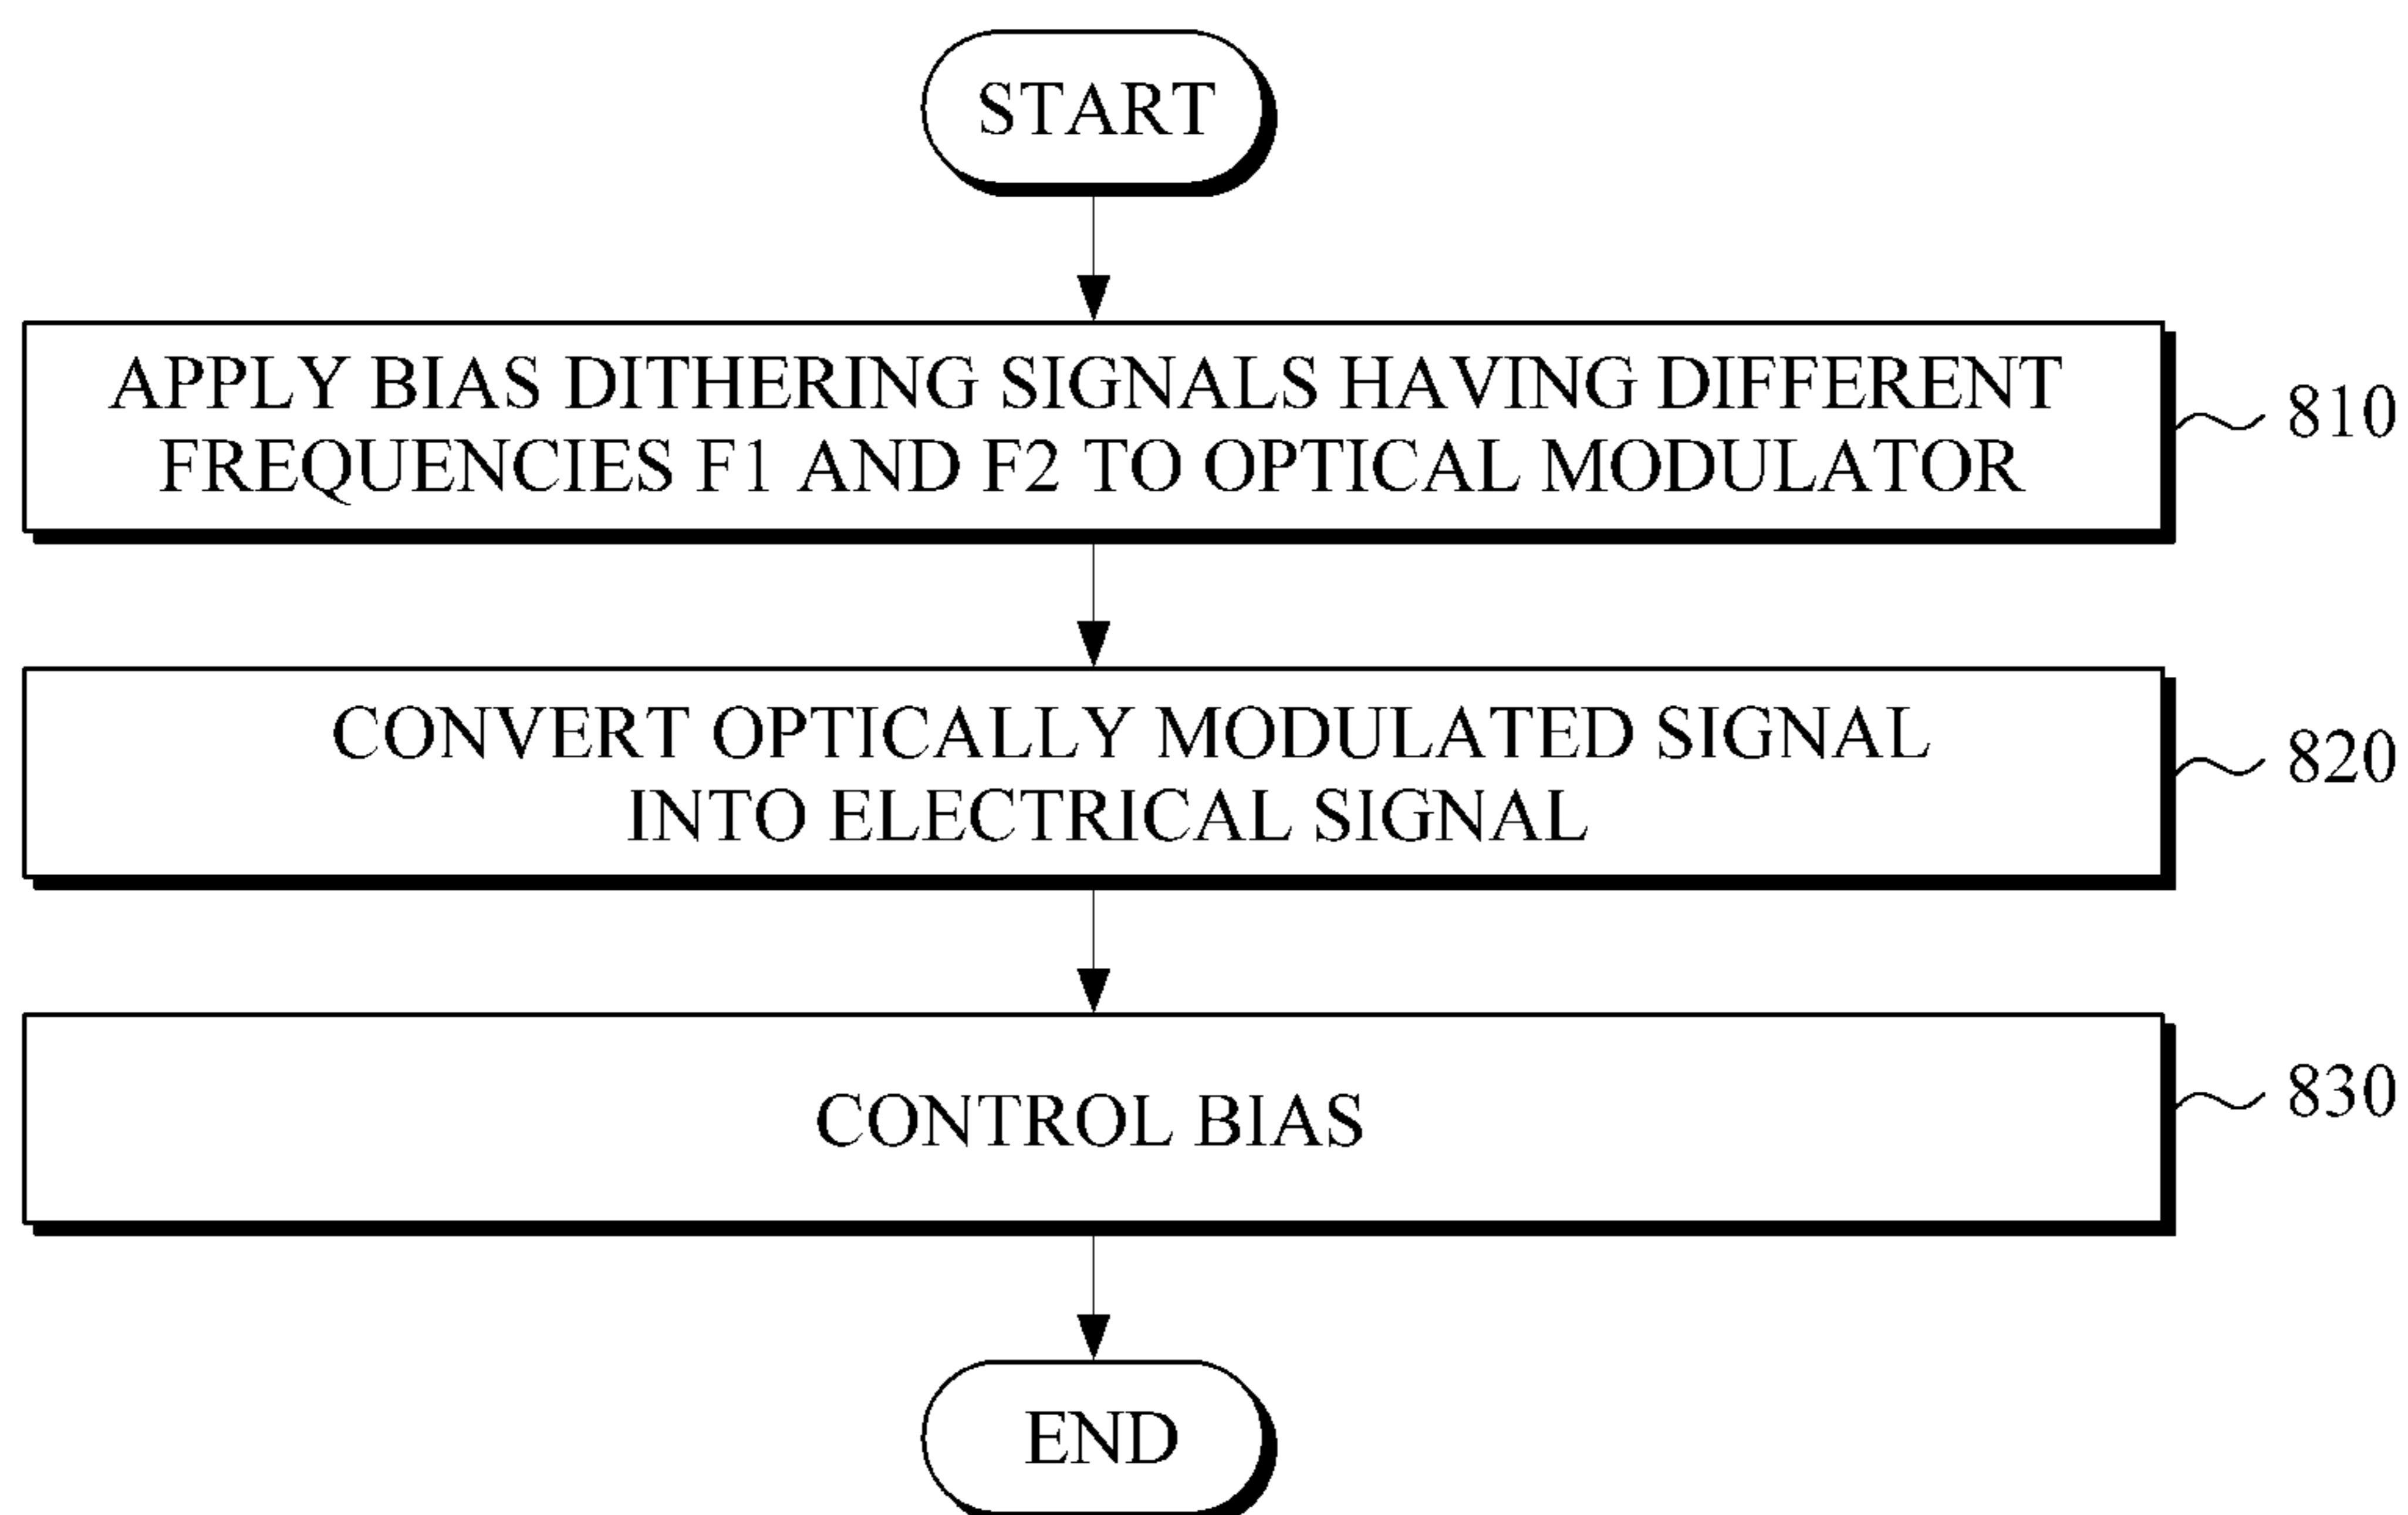 START
APPLY BIAS DITHERING SIGNALS HAVING DIFFERENT
FREQUENCIES F1 AND F2 TO OPTICAL MODULATOR
810
CONVERT OPTICALLY MODULATED SIGNAL
INTO ELECTRICAL SIGNAL
820
CONTROL BIAS
830
END